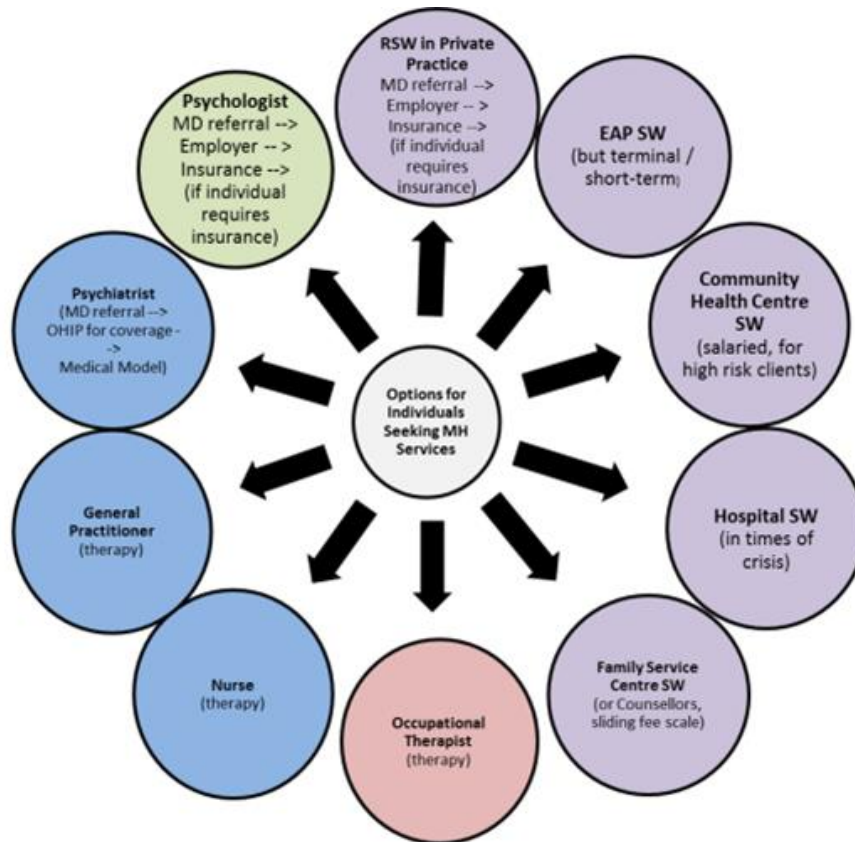 RSW in Private
Practice
MD referral -->
Employer -- >
Insurance -->
(if individual
requires
insurance)
EAP SW
(but terminal /
short-term)
Community
Health Centre
SW
(salaried, for
high risk clients)
Hospital SW
(in times of
crisis)
Family Service
Centre SW
(or Counsellors,
sliding fee scale)
Occupational
Therapist
(therapy)
Nurse
(therapy)
General
Practitioner
(therapy)
Psychiatrist
(MD referral -->
OHIP for coverage -
->
Medical Model)
Psychologist
MD referral -->
Employer -- >
Insurance -->
(if individual
requires
insurance)
Options for
Individuals
Seeking MH
Services